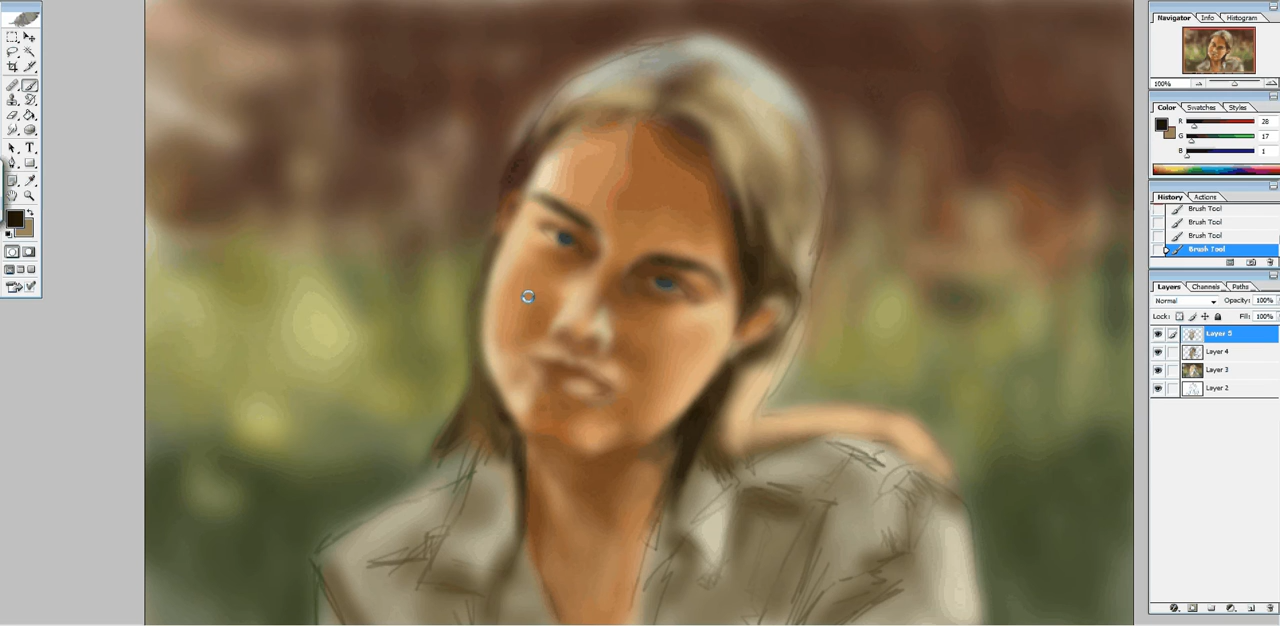 Navigator Info Histogram
100%
Color Swatches Styles
R 28
G 17
B 1
History Actions
Brush Tool
Brush Tool
Brush Tool
Brush Tool
Layers Channels Paths
Normal Opacity: 100%
Lock: Fill: 100%
Layer 5
Layer 4
Layer 3
Layer 2
T